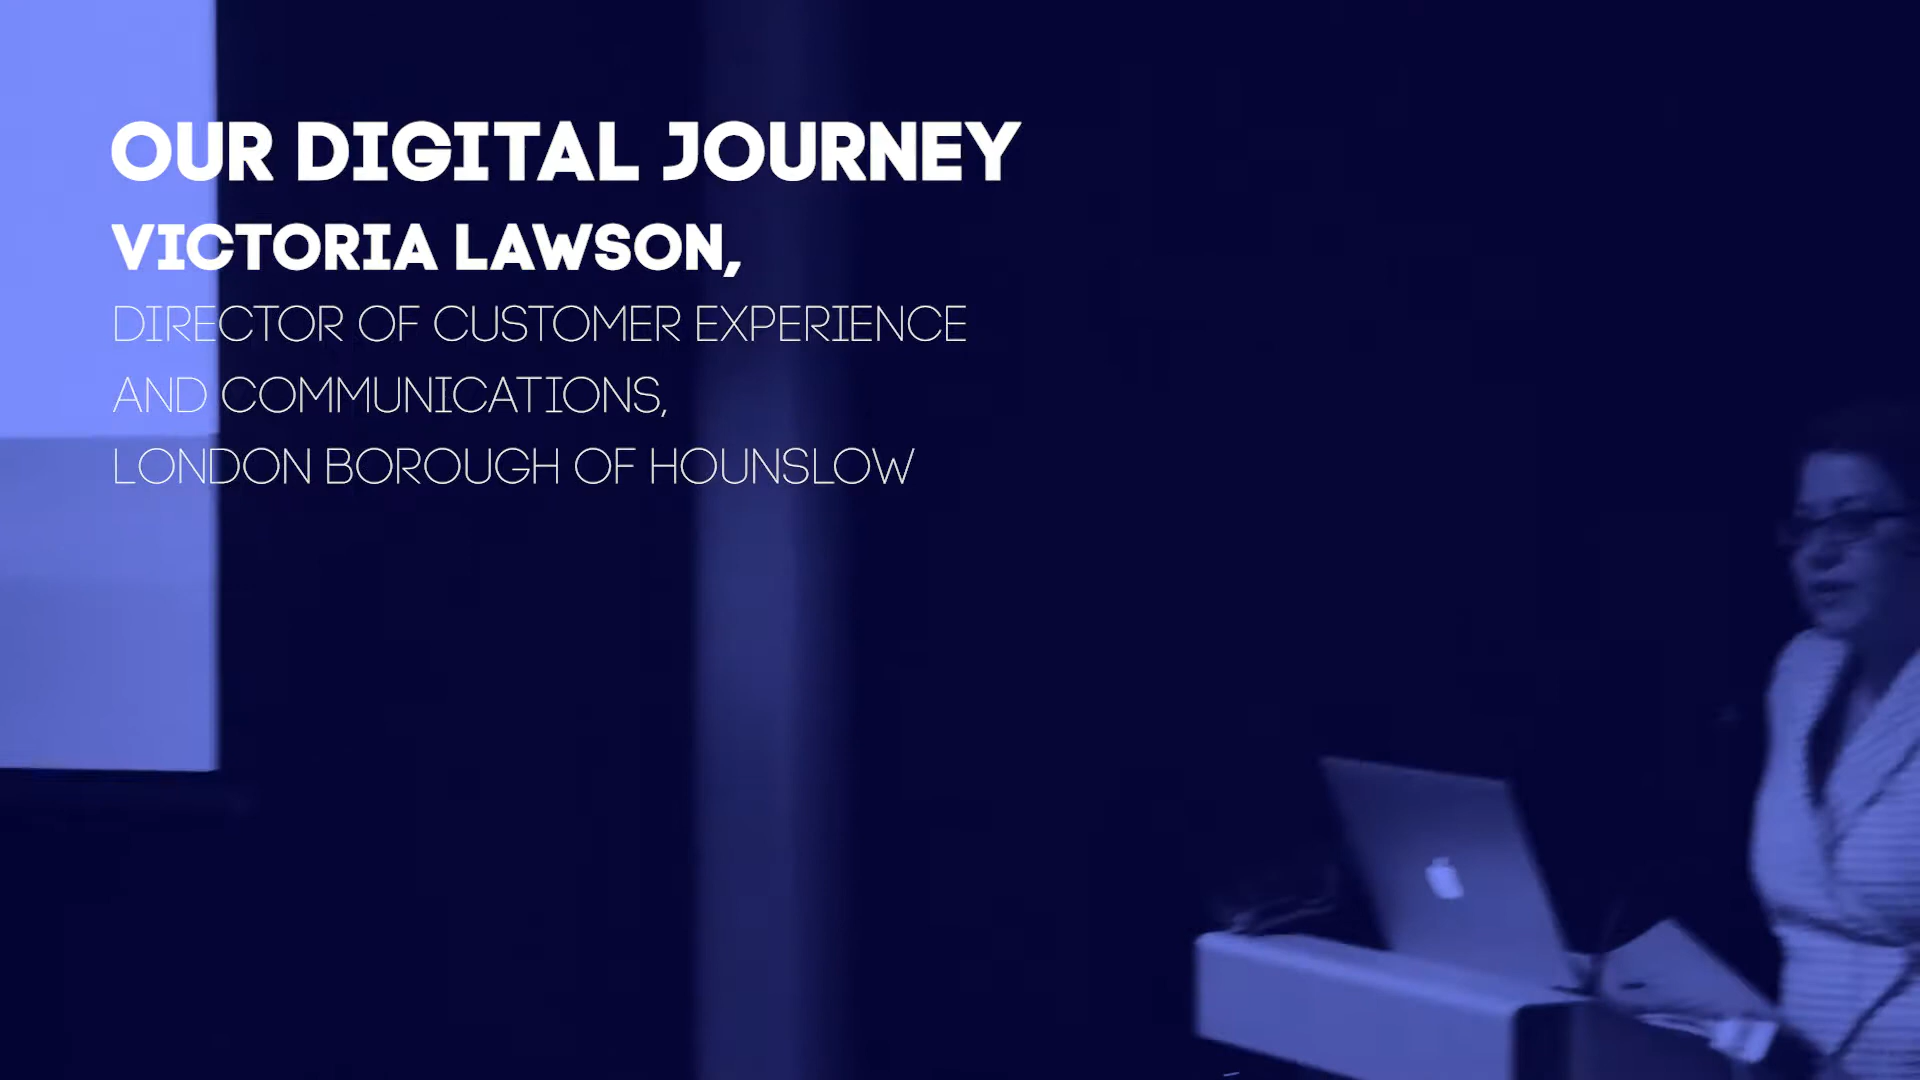 OUR DIGITAL JOURNEY
VICTORIA LAWSON,
DIRECTOR OF CUSTOMER EXPERIENCE
AND COMMUNICATIONS,
LONDON BOROUGH OF HOUNSLOW